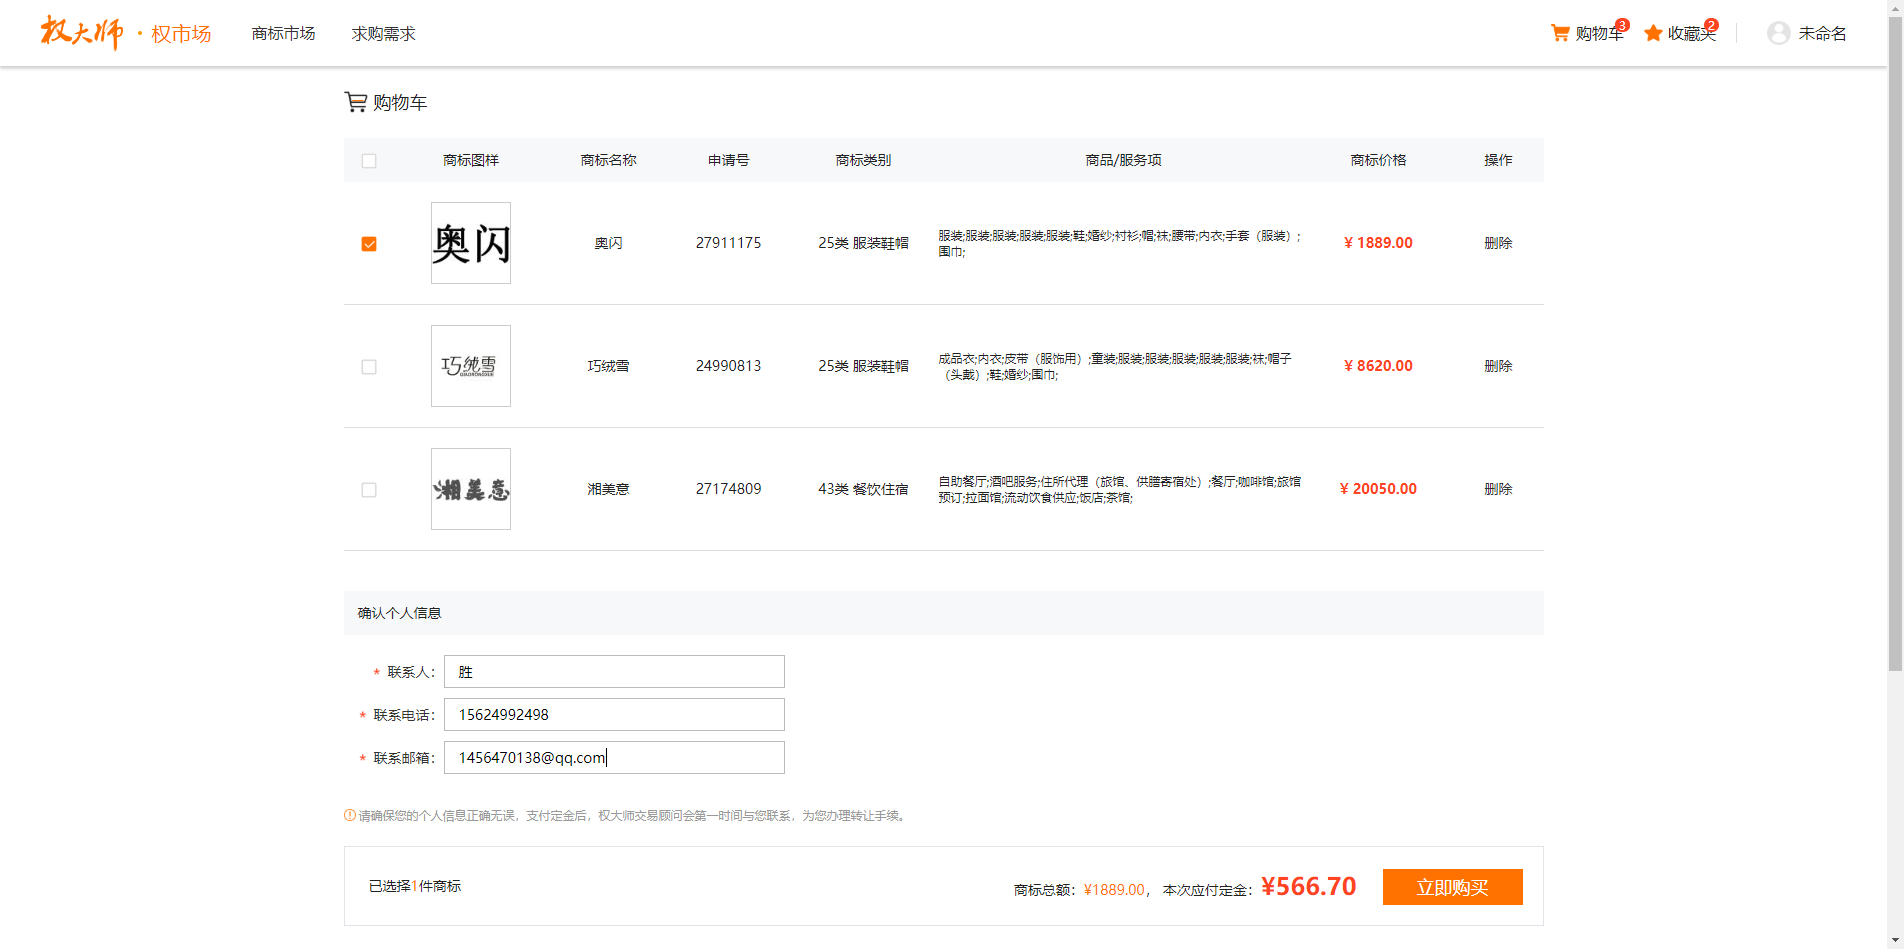 权大师 · 权市场 商标市场 求购需求 购物车 3 收藏夹 2 未命名
购物车
商标图样 商标名称 申请号 商标类别 商品/服务项 商标价格 操作
奥闪 奥闪 27911175 25类 服装鞋帽 服装;服装;服装;服装;服装;鞋;婚纱;衬衫;帽;袜;腰带;内衣;手套（服装）;
围巾; ¥ 1889.00 删除
巧绒雪
QIAORONGXUE 巧绒雪 24990813 25类 服装鞋帽 成品衣;内衣;皮带（服饰用）;童装;服装;服装;服装;服装;服装;袜;帽子
（头戴）;鞋;婚纱;围巾; ¥ 8620.00 删除
湘美意 湘美意 27174809 43类 餐饮住宿 自助餐厅;酒吧服务;住所代理（旅馆、供膳寄宿处）;餐厅;咖啡馆;旅馆
预订;拉面馆;流动饮食供应;饭店;茶馆; ¥ 20050.00 删除
确认个人信息
* 联系人： 胜
* 联系电话： 15624992498
* 联系邮箱： 1456470138@qq.com
请确保您的个人信息正确无误，支付定金后，权大师交易顾问会第一时间与您联系，为您办理转让手续。
已选择1件商标 商标总额：¥1889.00， 本次应付定金：¥566.70 立即购买